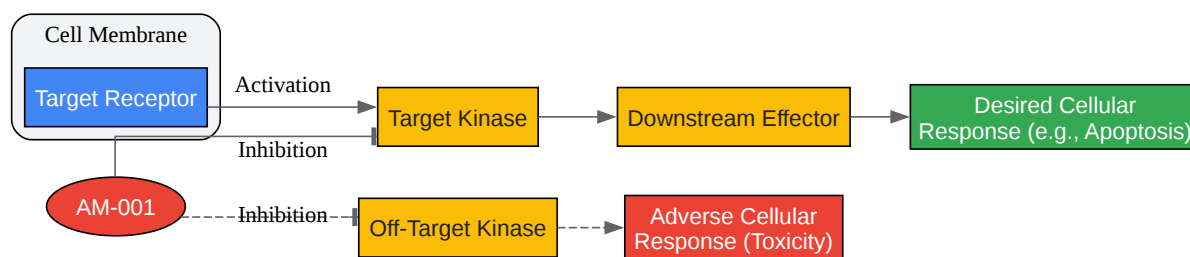 Cell Membrane
Target Receptor
Activation
Target Kinase
Downstream Effector
Desired Cellular
Response (e.g., Apoptosis)
Inhibition
AM-001
Inhibition
Off-Target Kinase
Adverse Cellular
Response (Toxicity)